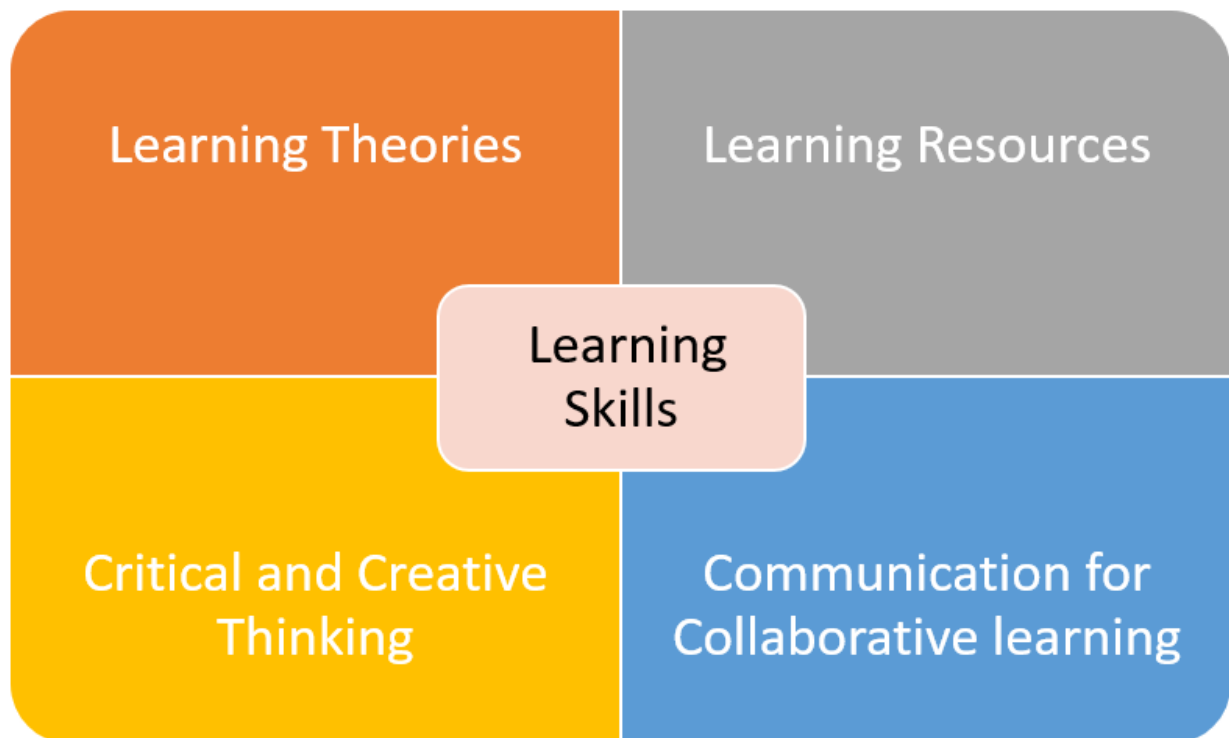 Learning Theories
Learning Resources
Learning
Skills
Critical and Creative
Thinking
Communication for
Collaborative learning